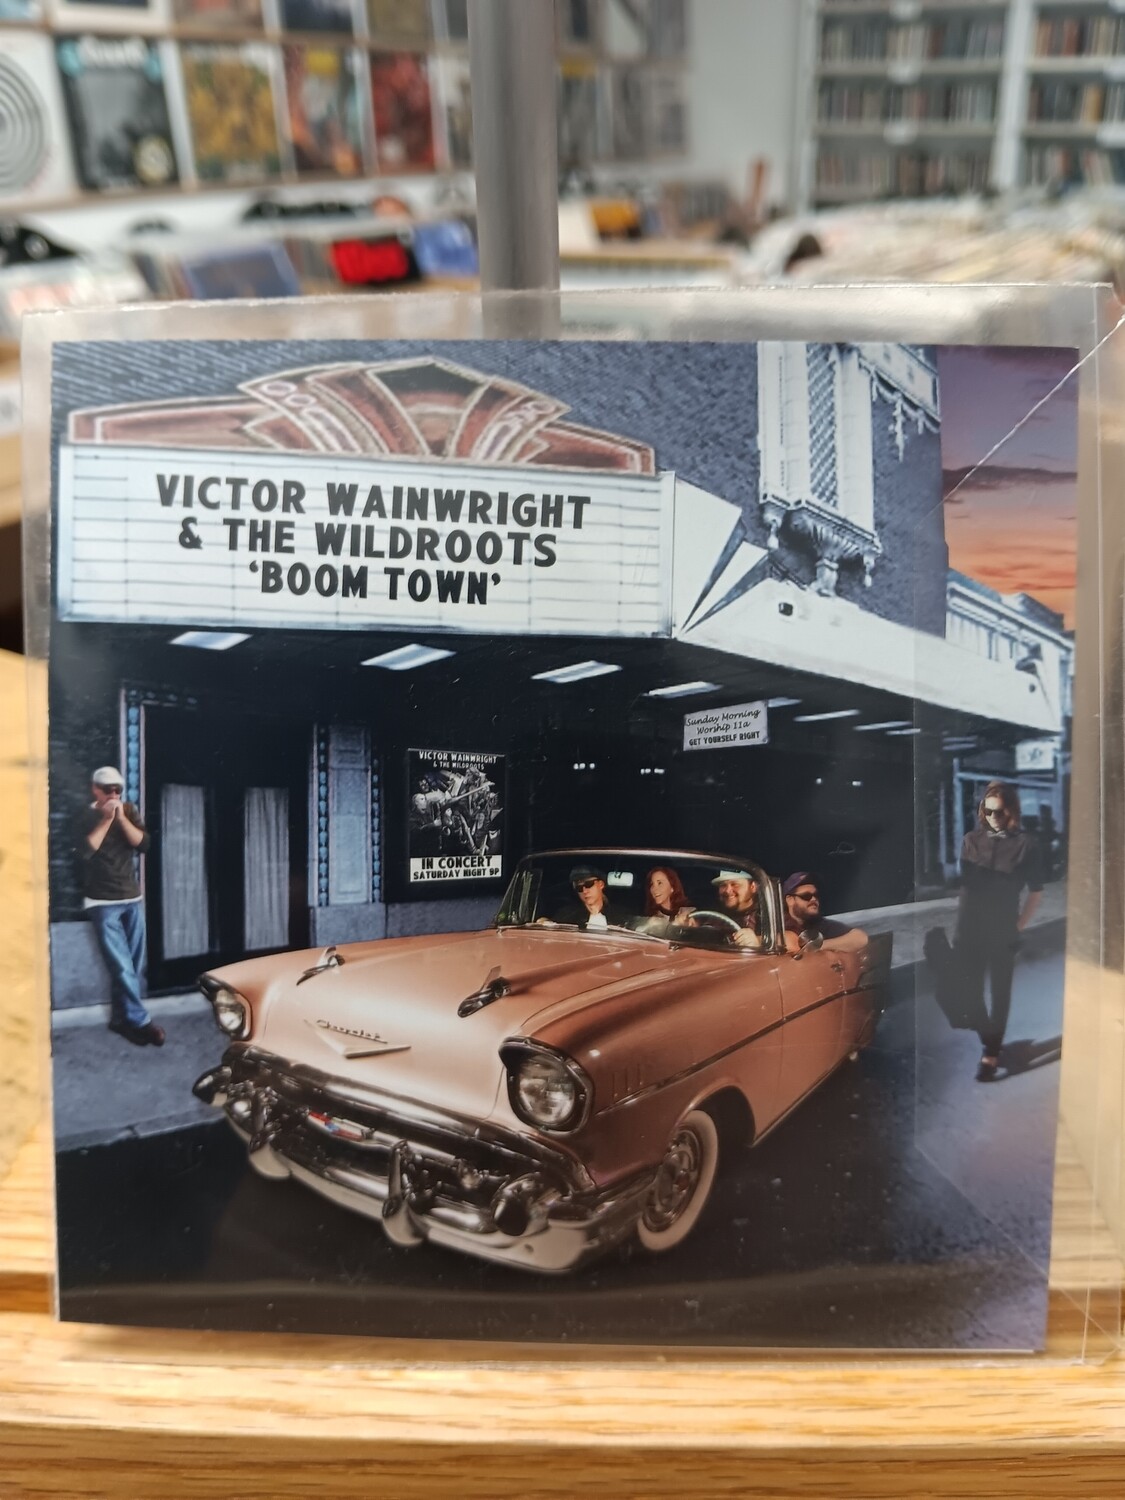 VICTOR WAINWRIGHT
& THE WILDROOTS
'BOOM TOWN'
Sunday Morning
Worship 11a
GET YOURSELF RIGHT
VICTOR WAINWRIGHT
& THE WILDROOTS
IN CONCERT
SATURDAY NIGHT 9P
Chevrolet